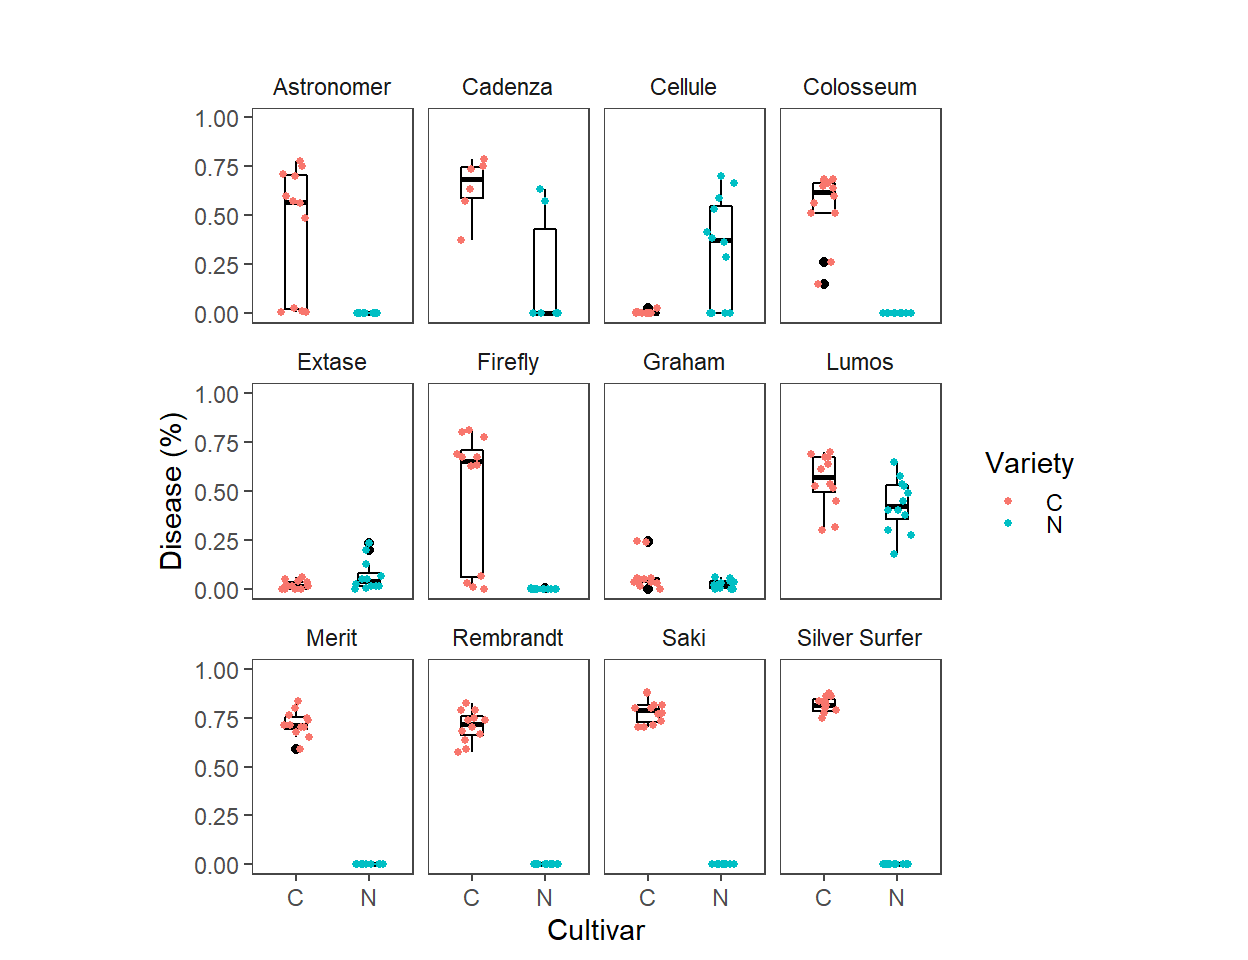 Astronomer Cadenza Cellule Colosseum
1.00
0.75
0.50
0.25
0.00
Extase Firefly Graham Lumos
1.00
0.75
0.50
0.25
0.00
Merit Rembrandt Saki Silver Surfer
1.00
0.75
0.50
0.25
0.00
C N C N C N C N
Cultivar
Disease (%)
Variety
C
N